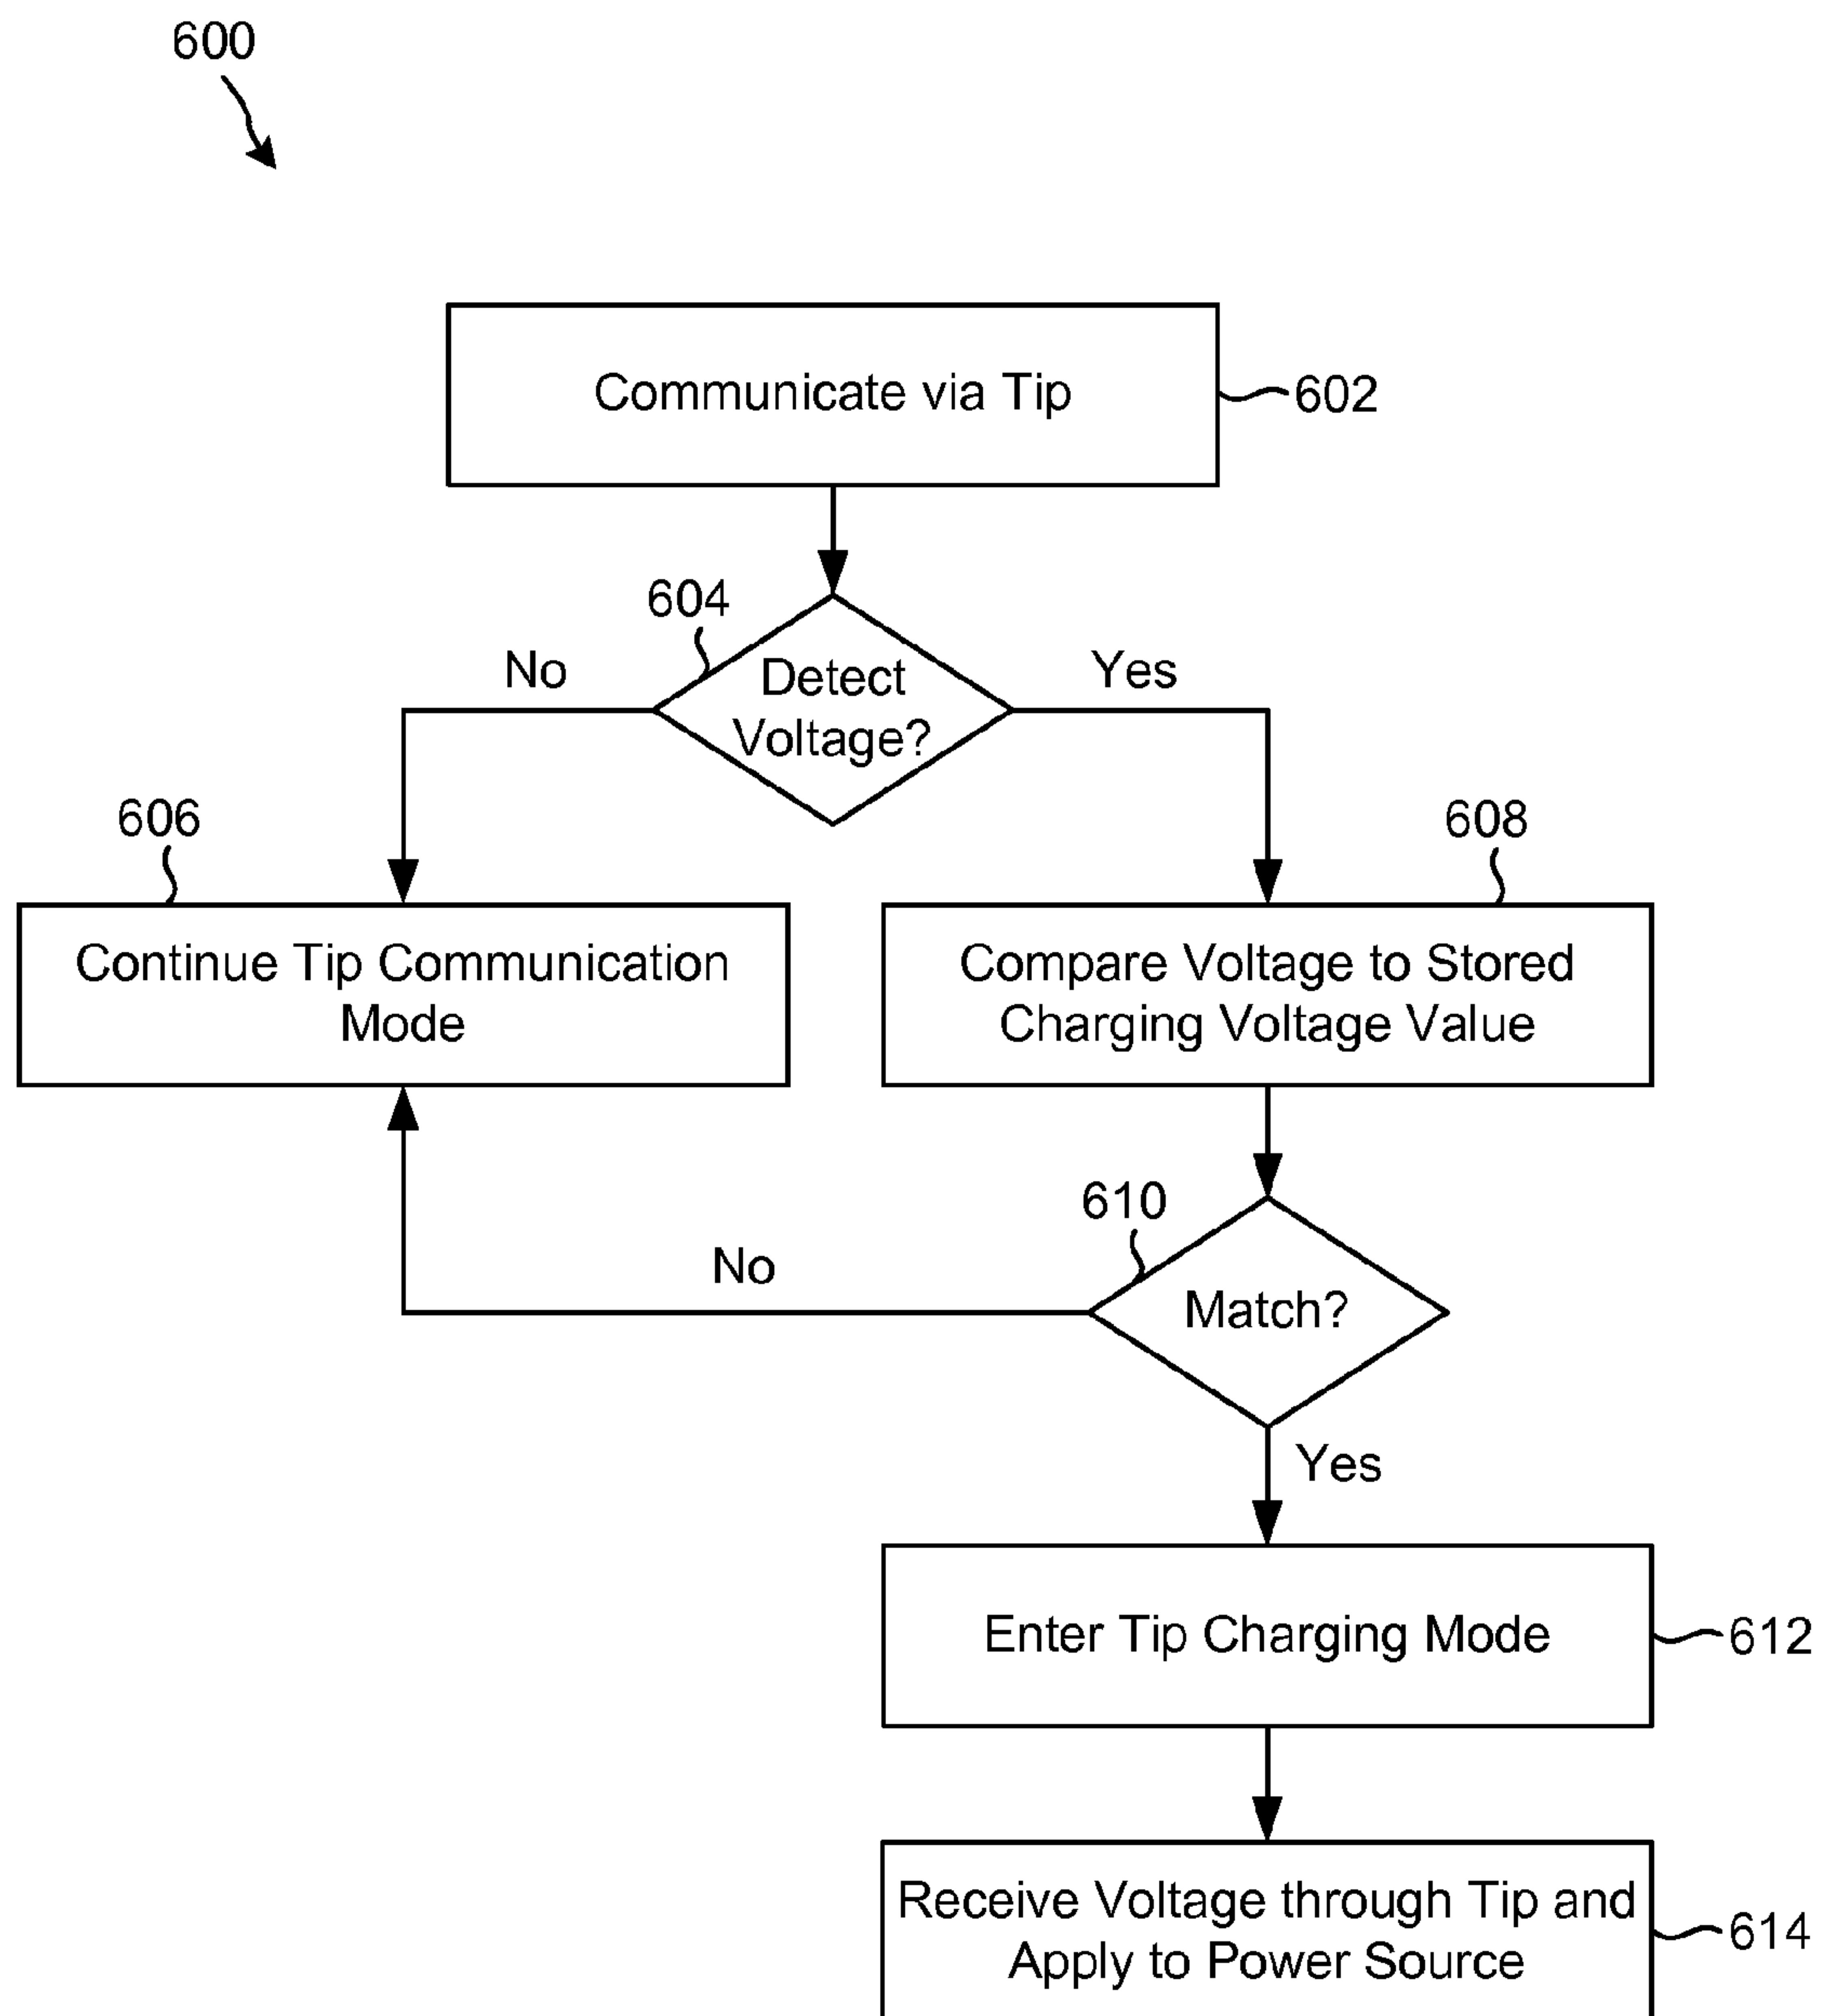 600
Communicate via Tip
602
604
No
Detect
Voltage?
Yes
606
608
Continue Tip Communication
Mode
Compare Voltage to Stored
Charging Voltage Value
610
No
Match?
Yes
Enter Tip Charging Mode
612
Receive Voltage through Tip and
Apply to Power Source
614